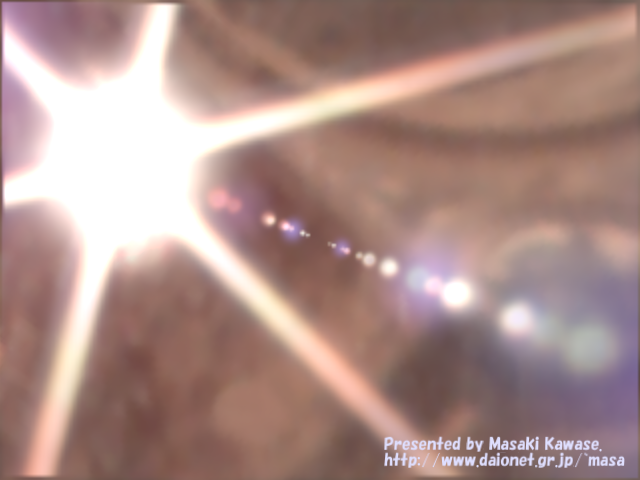 Presented by Masaki Kawase.
http://www.daionet.gr.jp/~masa